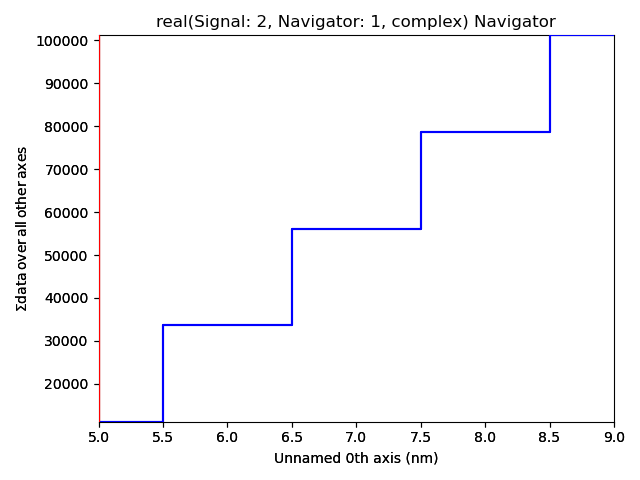 real(Signal: 2, Navigator: 1, complex) Navigator
100000
90000
80000
70000
60000
50000
40000
30000
20000
Σdata over all other axes
5.0 5.5 6.0 6.5 7.0 7.5 8.0 8.5 9.0
Unnamed 0th axis (nm)